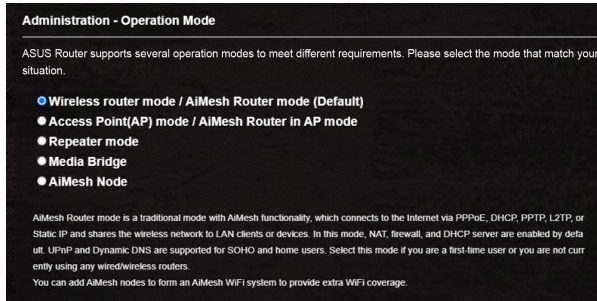 Administration - Operation Mode
ASUS Router supports several operation modes to meet different requirements. Please select the mode that match your
situation.
Wireless router mode / AiMesh Router mode (Default)
Access Point(AP) mode / AiMesh Router in AP mode
Repeater mode
Media Bridge
AiMesh Node
AiMesh Router mode is a traditional mode with AiMesh functionality, which connects to the Internet via PPPoE, DHCP, PPTP, L2TP, or
Static IP and shares the wireless network to LAN clients or devices. In this mode, NAT, firewall, and DHCP server are enabled by defa
ult. UPnP and Dynamic DNS are supported for SOHO and home users. Select this mode if you are a first-time user or you are not curr
ently using any wired/wireless routers.
You can add AiMesh nodes to form an AiMesh WiFi system to provide extra WiFi coverage.